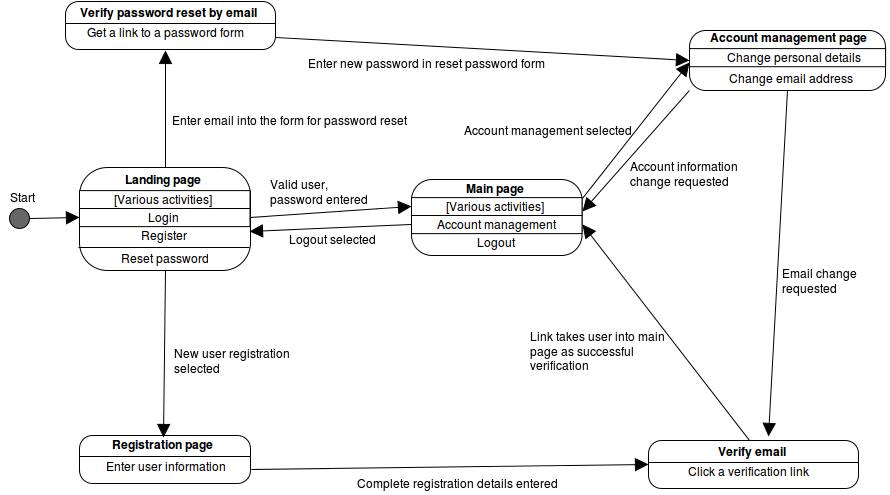 Verify password reset by email
Get a link to a password form
Account management page
Change personal details
Change email address
Enter new password in reset password form
Enter email into the form for password reset
Account management selected
Account information
change requested
Start
Landing page
[Various activities]
Login
Register
Reset password
Valid user,
password entered
Logout selected
Main page
[Various activities]
Account management
Logout
Email change
requested
New user registration
selected
Link takes user into main
page as successful
verification
Registration page
Enter user information
Complete registration details entered
Verify email
Click a verification link